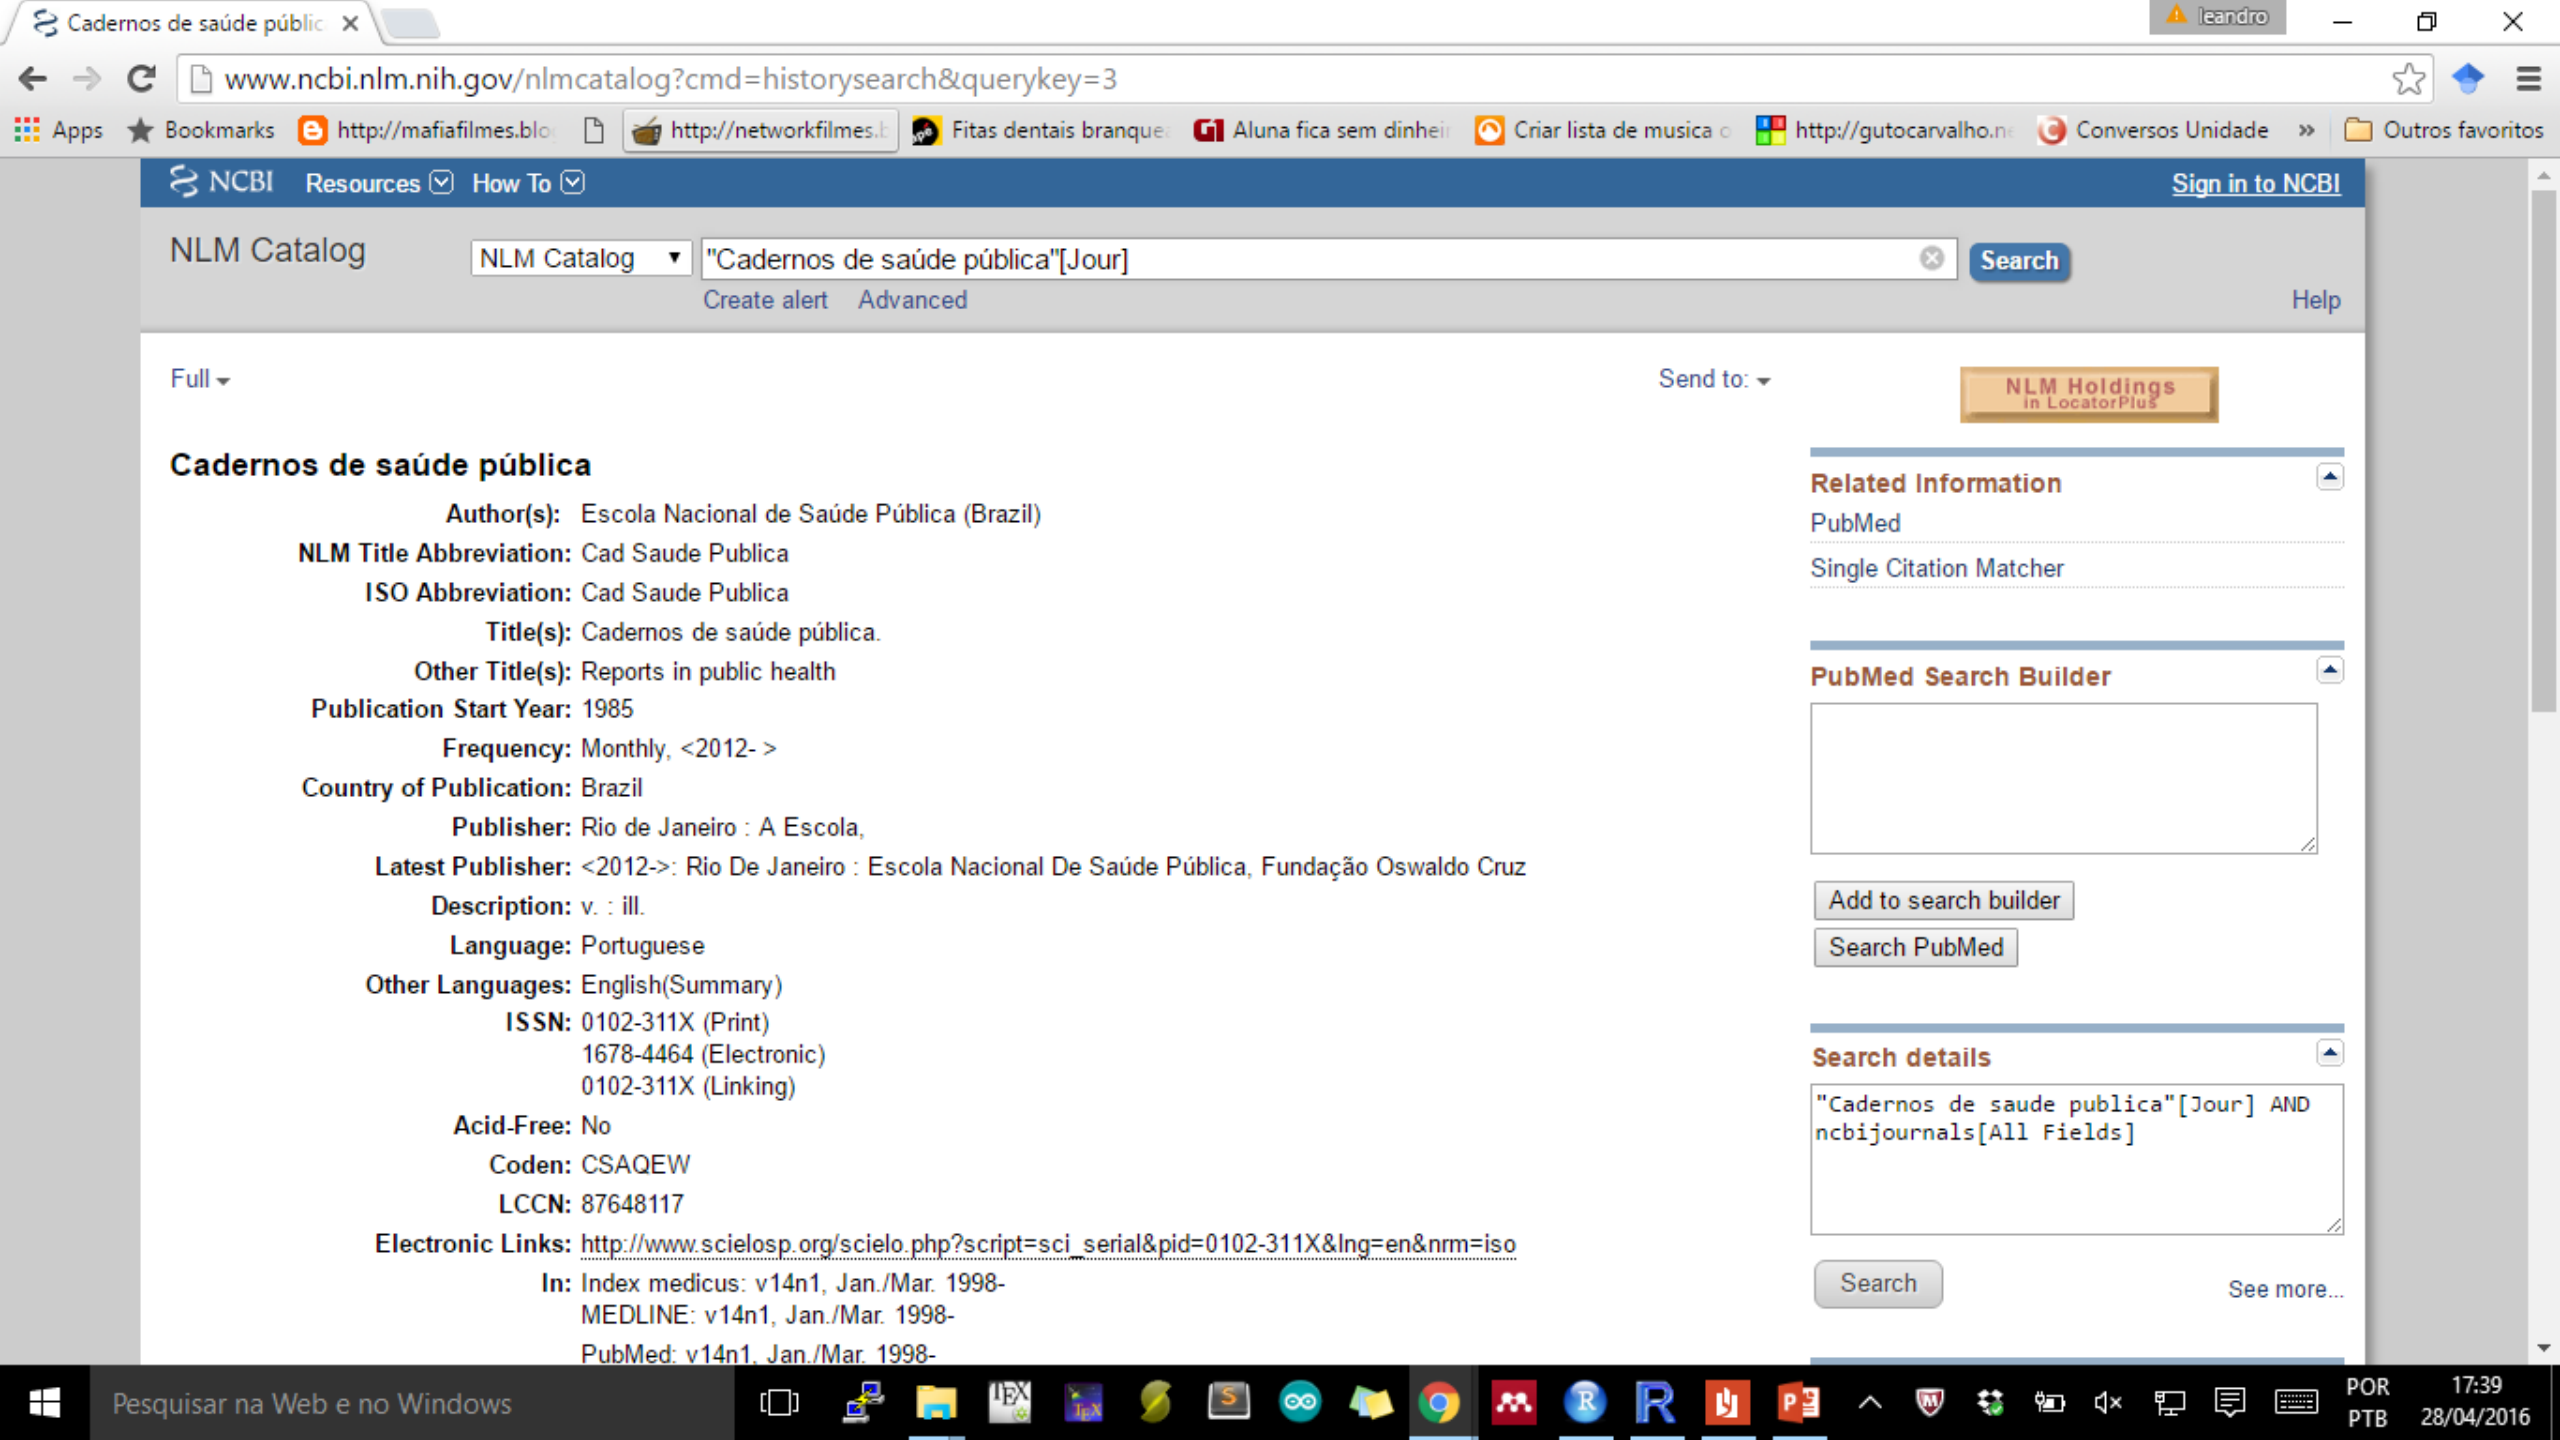 Cadernos de saúde públic
leandro
www.ncbi.nlm.nih.gov/nlmcatalog?cmd=historysearch&querykey=3
Apps Bookmarks http://mafiafilmes.blo http://networkfilmes.b Fitas dentais branque Aluna fica sem dinhei Criar lista de musica o http://gutocarvalho.ne Conversos Unidade » Outros favoritos
NCBI Resources How To Sign in to NCBI
NLM Catalog NLM Catalog "Cadernos de saúde pública"[Jour] Search
Create alert Advanced Help
Full Send to:
NLM Holdings
in LocatorPlus
Cadernos de saúde pública
Author(s): Escola Nacional de Saúde Pública (Brazil)
NLM Title Abbreviation: Cad Saude Publica
ISO Abbreviation: Cad Saude Publica
Title(s): Cadernos de saúde pública.
Other Title(s): Reports in public health
Publication Start Year: 1985
Frequency: Monthly, <2012- >
Country of Publication: Brazil
Publisher: Rio de Janeiro : A Escola,
Latest Publisher: <2012->: Rio De Janeiro : Escola Nacional De Saúde Pública, Fundação Oswaldo Cruz
Description: v. : ill.
Language: Portuguese
Other Languages: English(Summary)
ISSN: 0102-311X (Print)
1678-4464 (Electronic)
0102-311X (Linking)
Acid-Free: No
Coden: CSAQEW
LCCN: 87648117
Electronic Links: http://www.scielosp.org/scielo.php?script=sci_serial&pid=0102-311X&lng=en&nrm=iso
In: Index medicus: v14n1, Jan./Mar. 1998-
MEDLINE: v14n1, Jan./Mar. 1998-
PubMed: v14n1, Jan./Mar. 1998-
Related Information
PubMed
Single Citation Matcher
PubMed Search Builder
Add to search builder
Search PubMed
Search details
"Cadernos de saude publica"[Jour] AND
ncbijournals[All Fields]
Search See more...
Pesquisar na Web e no Windows
POR
PTB
17:39
28/04/2016